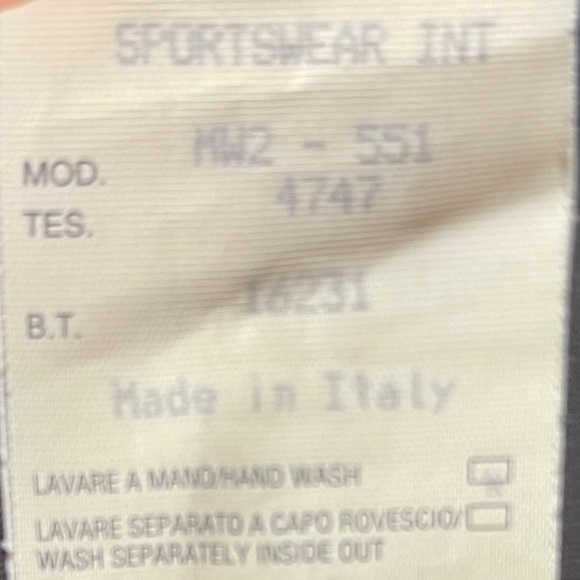 SPORTSWEAR INT
MOD. MW2 - 551
4747
TES.
B.T. 16231
Made in Italy
LAVARE A MANO/HAND WASH
LAVARE SEPARATO A CAPO ROVESCIO/
WASH SEPARATELY INSIDE OUT